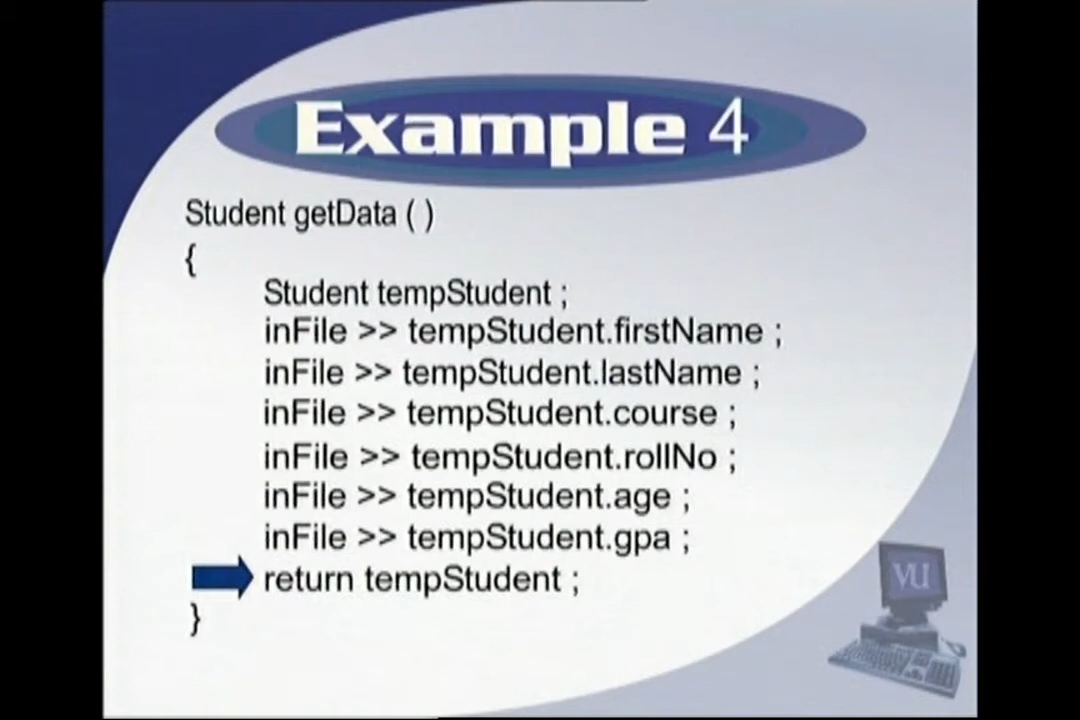 Example 4
Student getData ( )
{
Student tempStudent ;
inFile >> tempStudent.firstName ;
inFile >> tempStudent.lastName ;
inFile >> tempStudent.course ;
inFile >> tempStudent.rollNo ;
inFile >> tempStudent.age ;
inFile >> tempStudent.gpa ;
return tempStudent ;
}
VU